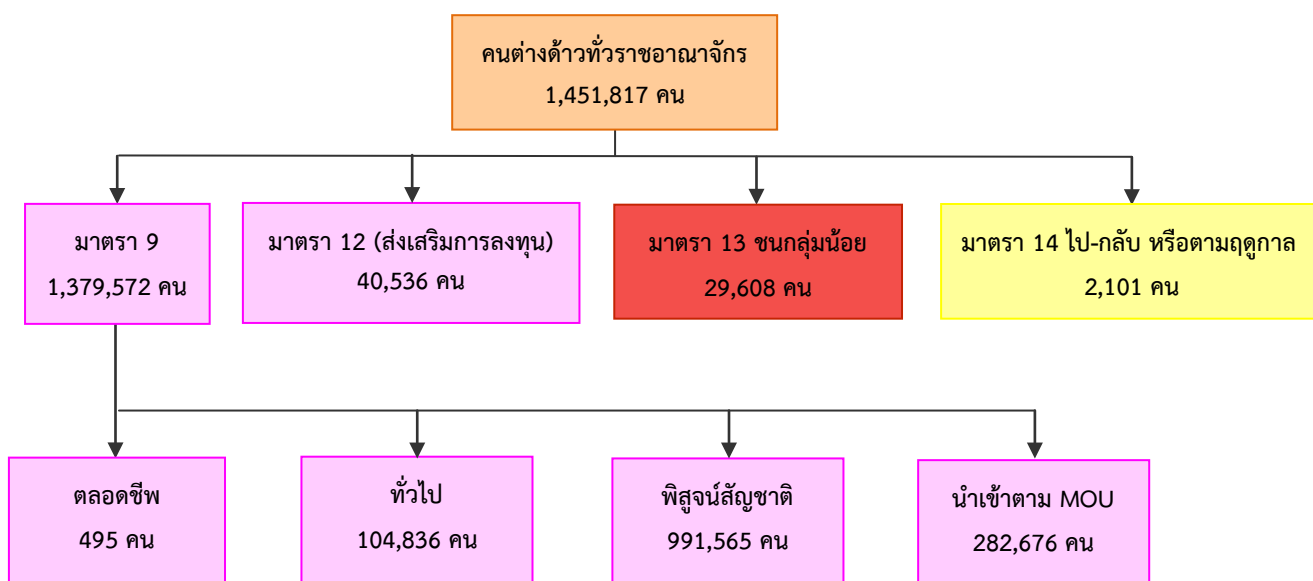 คนต่างด้าวทั่วราชอาณาจักร
1,451,817 คน
มาตรา 9
1,379,572 คน
มาตรา 12 (ส่งเสริมการลงทุน)
40,536 คน
มาตรา 13 ชนกลุ่มน้อย
29,608 คน
มาตรา 14 ไป-กลับ หรือตามฤดูกาล
2,101 คน
ตลอดชีพ
495 คน
ทั่วไป
104,836 คน
พิสูจน์สัญชาติ
991,565 คน
นำเข้าตาม MOU
282,676 คน